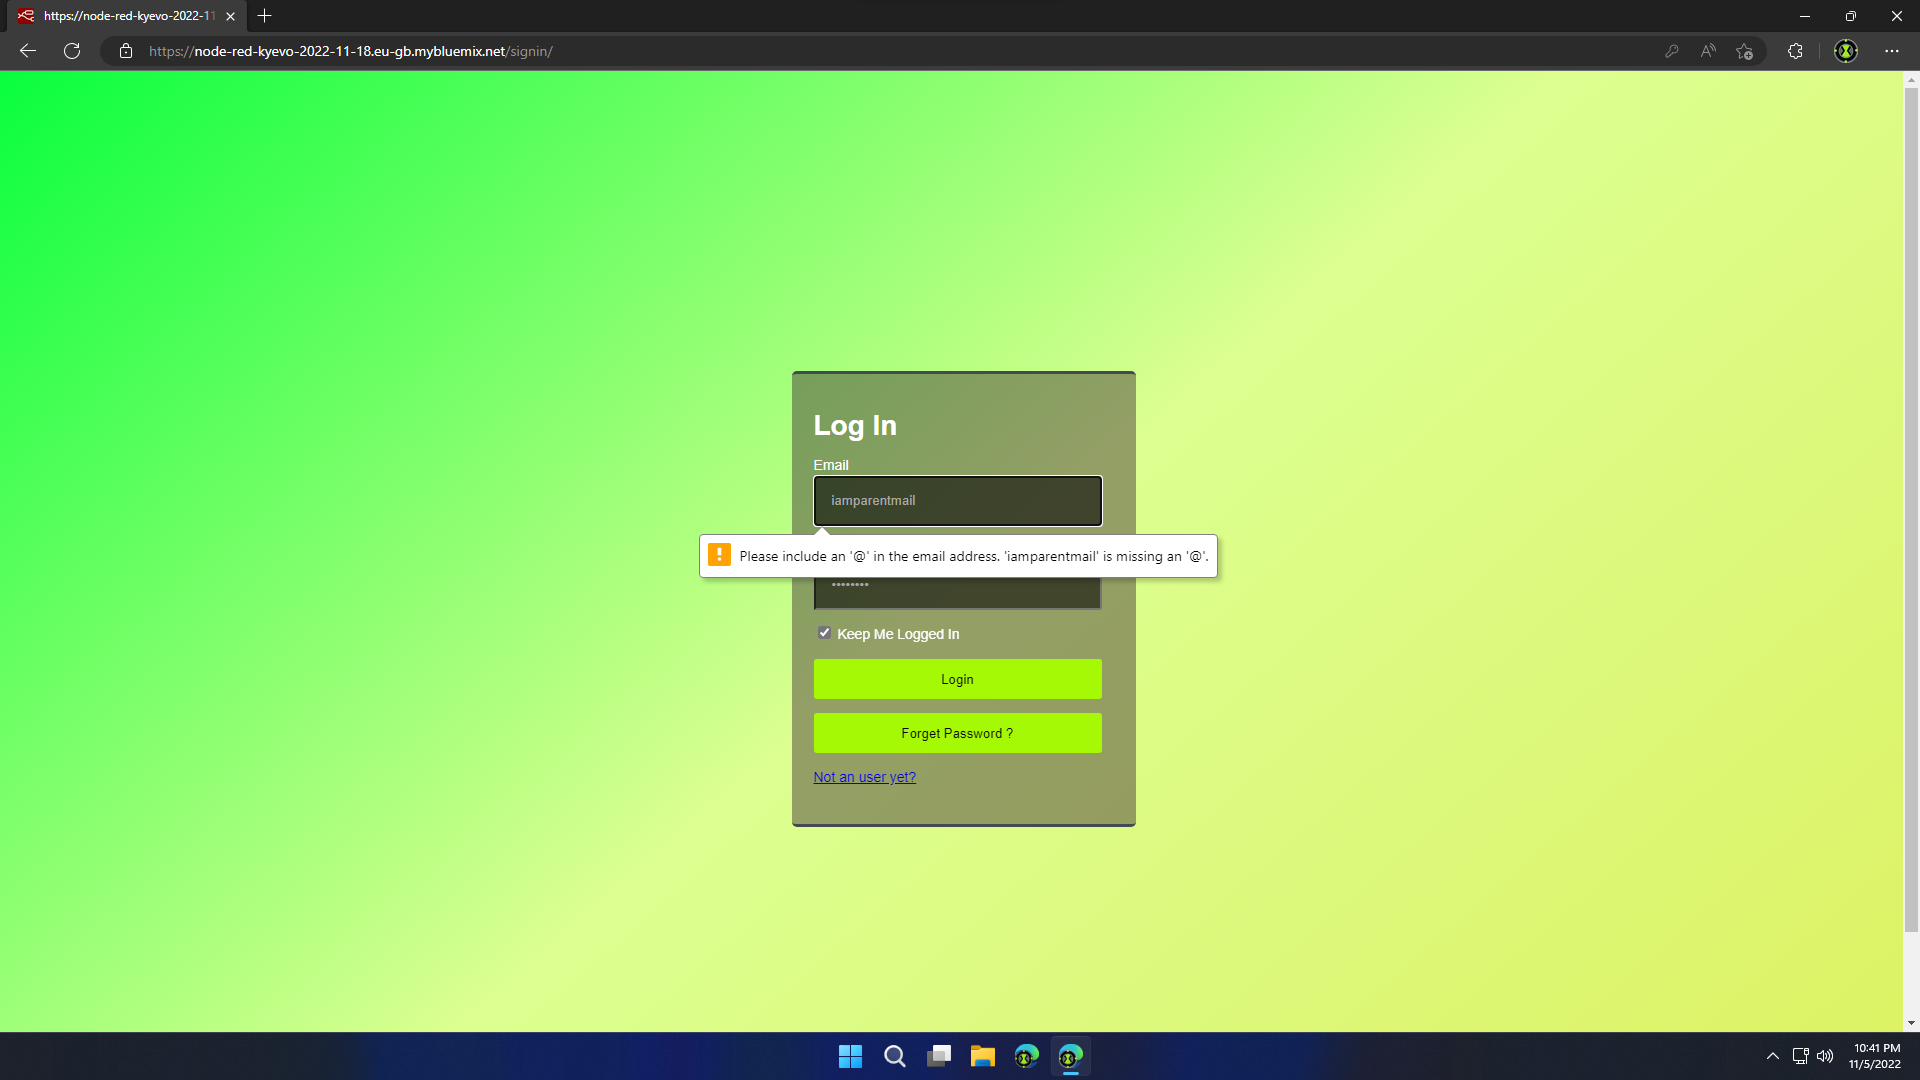 https://node-red-kyevo-2022-11
https://node-red-kyevo-2022-11-18.eu-gb.mybluemix.net/signin/
Log In
Email
iamparentmail
Please include an '@' in the email address. 'iamparentmail' is missing an '@'.
••••••••
Keep Me Logged In
Login
Forget Password ?
Not an user yet?
10:41 PM
11/5/2022